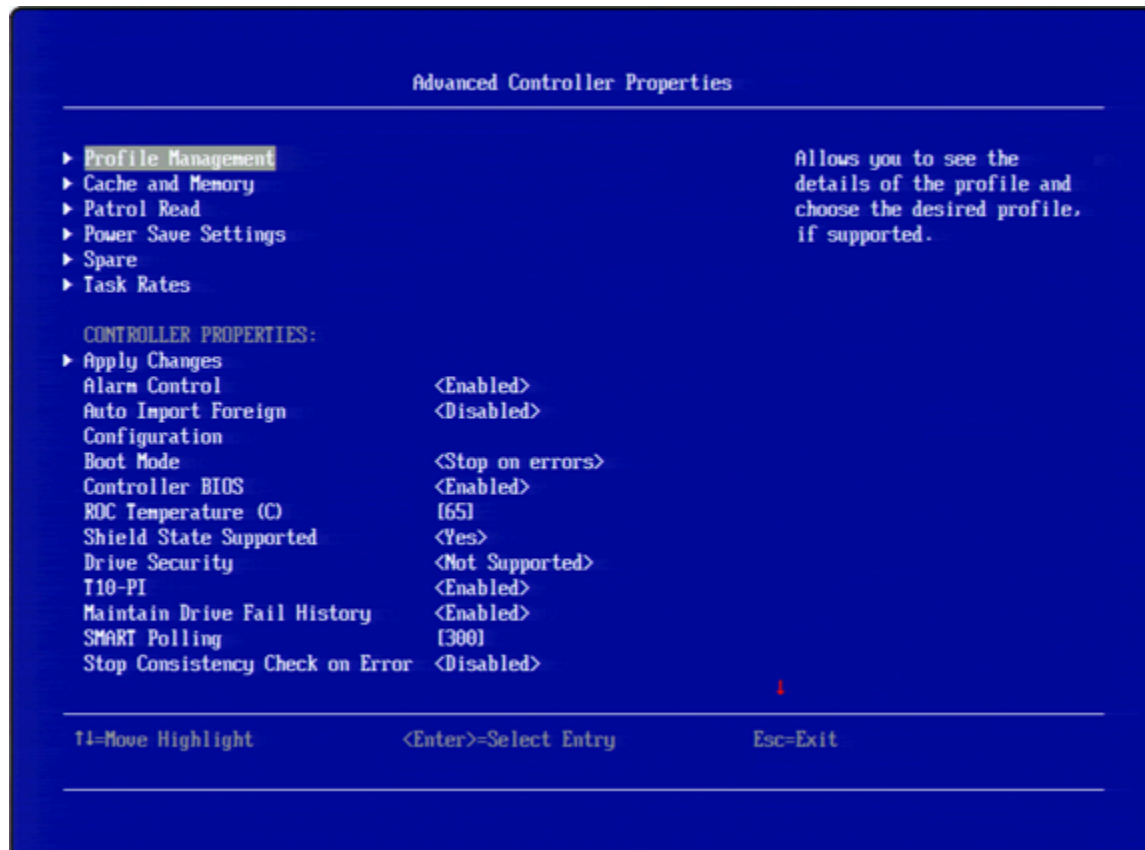 Advanced Controller Properties
▶ Profile Management
▶ Cache and Memory
▶ Patrol Read
▶ Power Save Settings
▶ Spare
▶ Task Rates
Allows you to see the
details of the profile and
choose the desired profile,
if supported.
CONTROLLER PROPERTIES:
▶ Apply Changes
Alarm Control <Enabled>
Auto Import Foreign <Disabled>
Configuration
Boot Mode <Stop on errors>
Controller BIOS <Enabled>
ROC Temperature (C) [65]
Shield State Supported <Yes>
Drive Security <Not Supported>
T10-PI <Enabled>
Maintain Drive Fail History <Enabled>
SMART Polling [300]
Stop Consistency Check on Error <Disabled>
↓
↑↓=Move Highlight <Enter>=Select Entry Esc=Exit